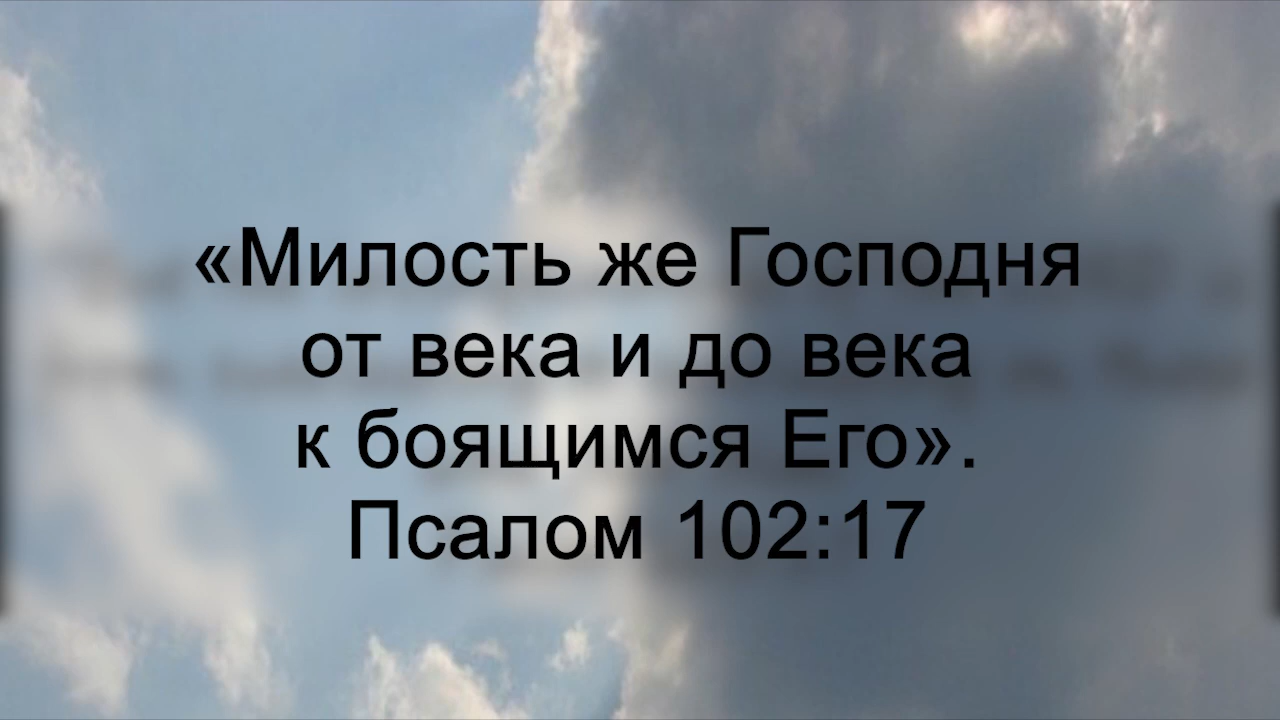 «Милость же Господня
от века и до века
к боящимся Его».
Псалом 102:17